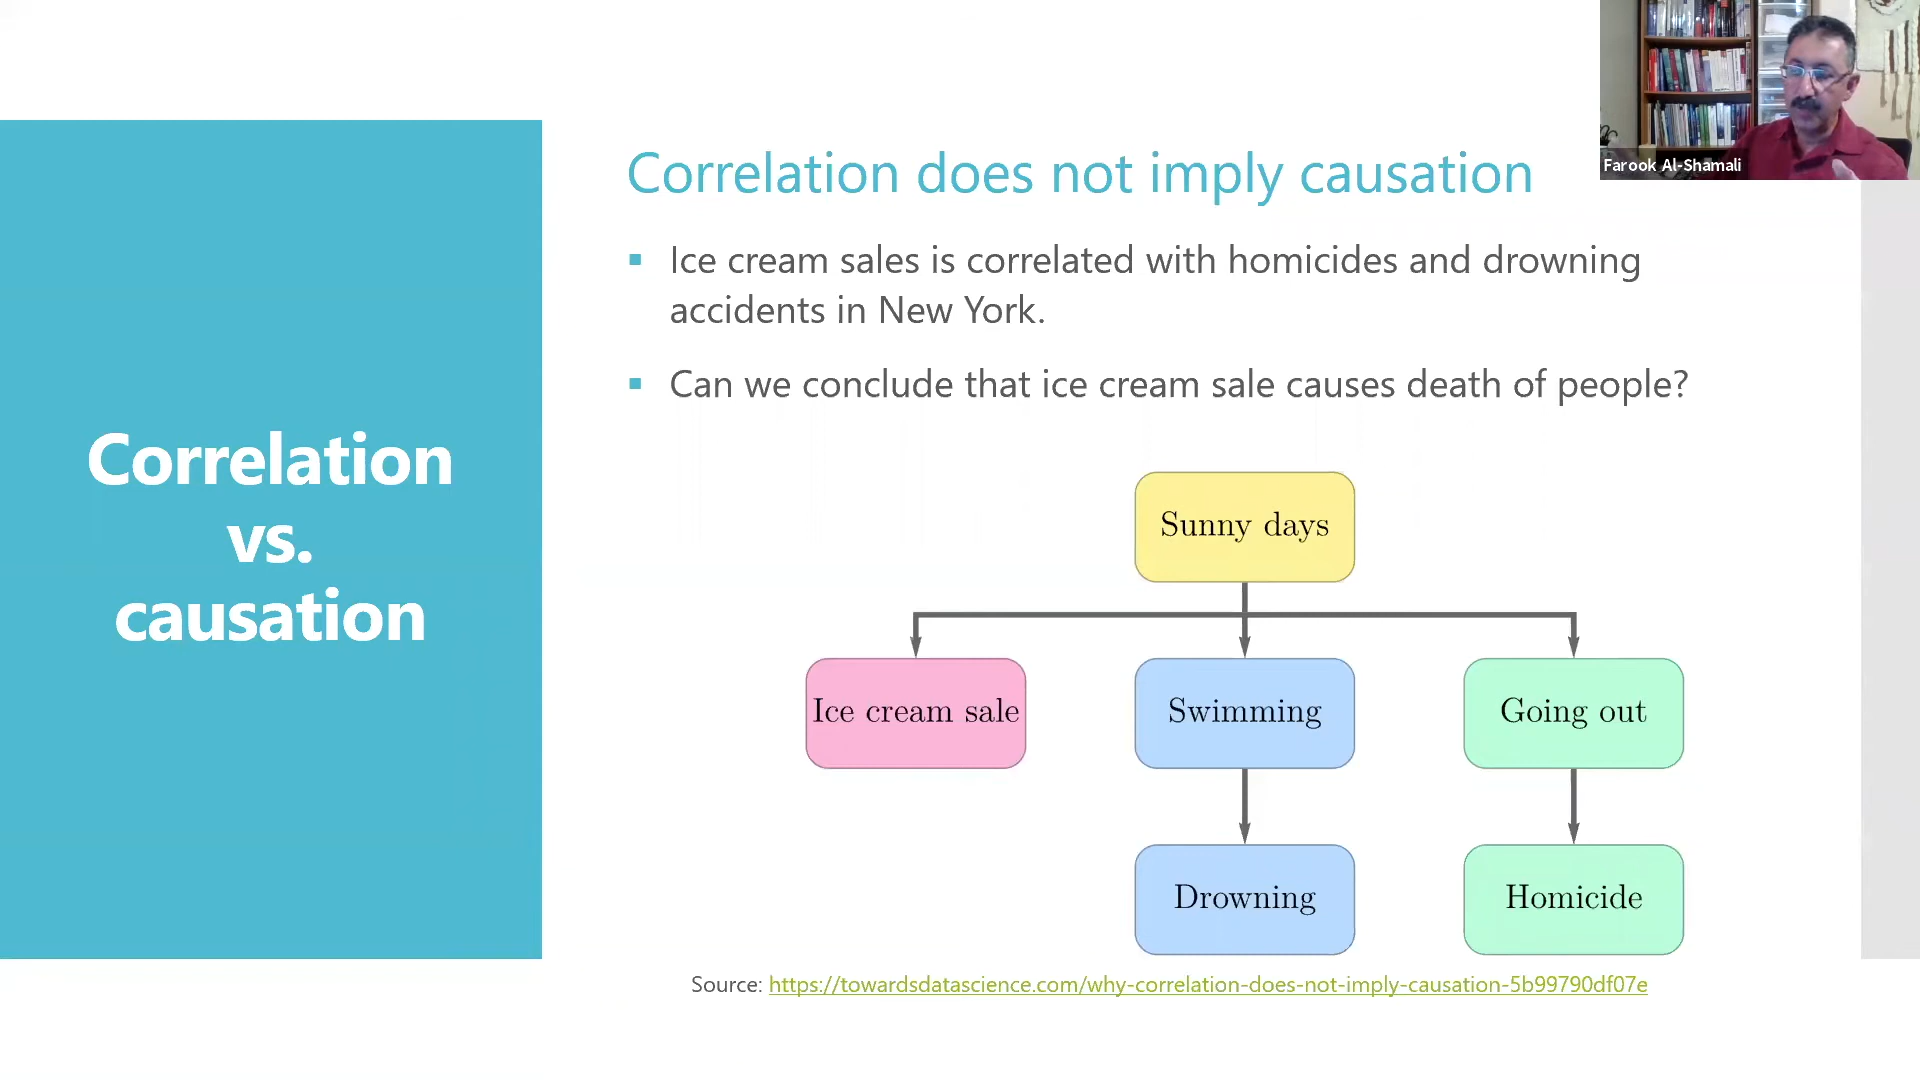 Correlation
vs.
causation
Correlation does not imply causation
Ice cream sales is correlated with homicides and drowning
accidents in New York.
Can we conclude that ice cream sale causes death of people?
Sunny days
Ice cream sale
Swimming
Going out
Drowning
Homicide
Source: https://towardsdatascience.com/why-correlation-does-not-imply-causation-5b99790df07e
Farook Al-Shamali